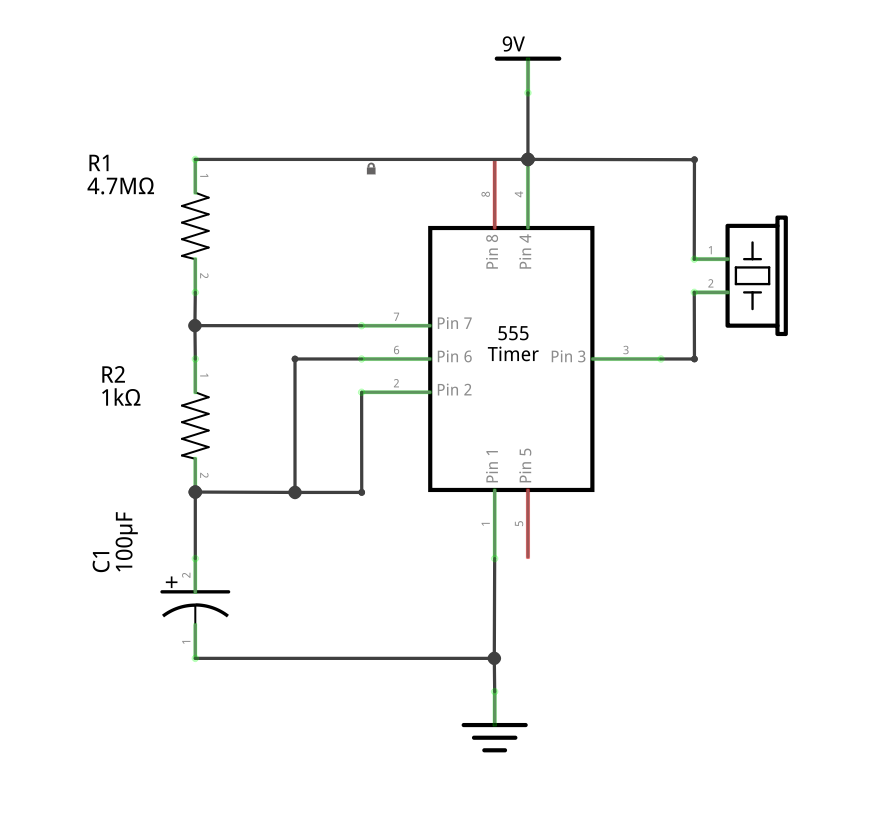 9V
R1
4.7MΩ
1
8
4
Pin 8
Pin 4
1
2
2
7
Pin 7
555
Timer
6
Pin 6
Pin 3
3
R2
1kΩ
1
2
Pin 2
2
Pin 1
Pin 5
1
5
C1
100µF
+
2
1